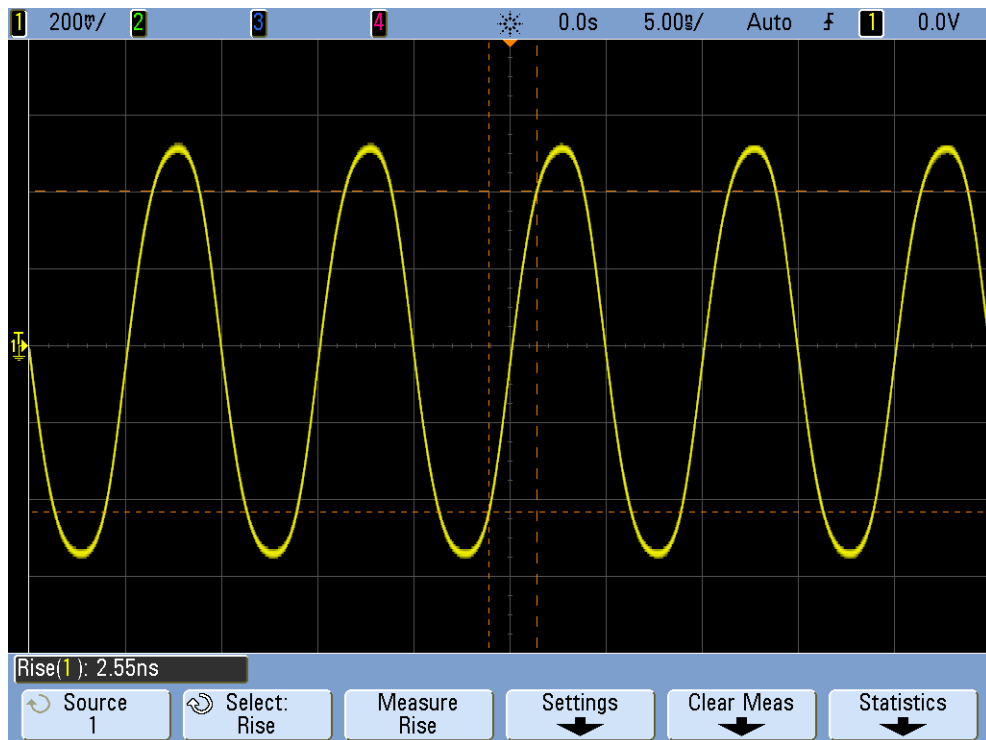 1 200mV/ 2 3 4 0.0s 5.00ns/ Auto 1 0.0V
T
1
Rise(1): 2.55ns
Source Select: Measure Settings Clear Meas Statistics
1 Rise Rise